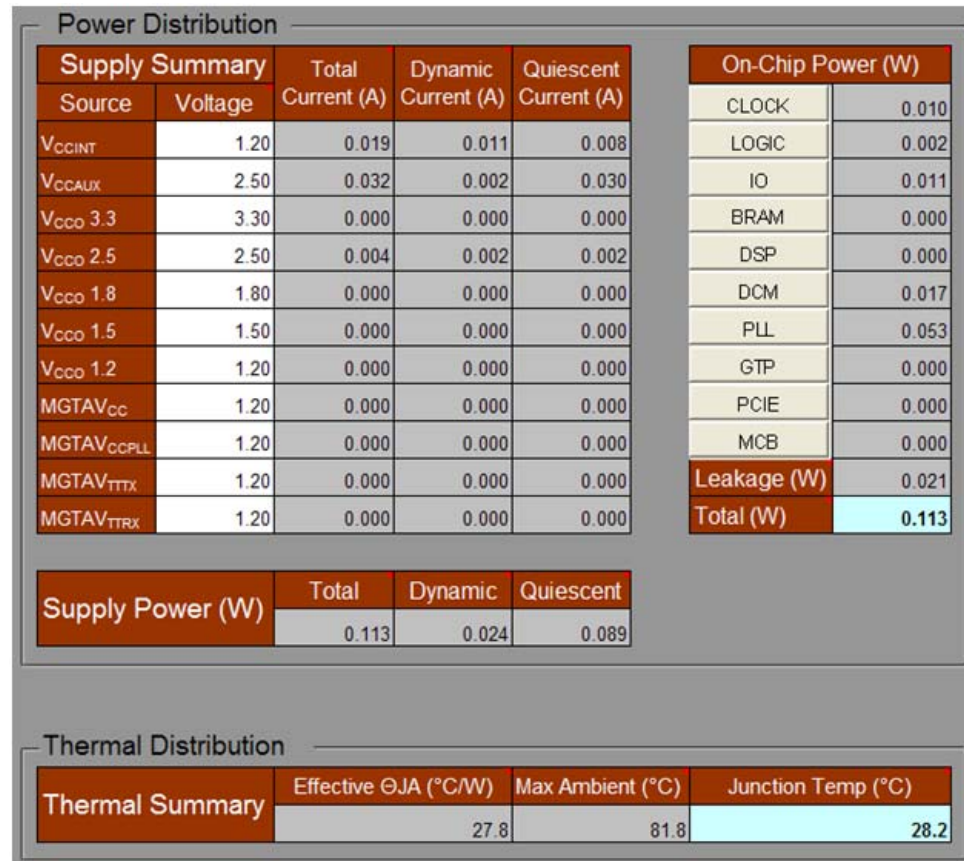 Power Distribution
Supply Summary Total Dynamic Quiescent
Source Voltage Current (A) Current (A) Current (A)
VCCINT 1.20 0.019 0.011 0.008
VCCAUX 2.50 0.032 0.002 0.030
VCCO 3.3 3.30 0.000 0.000 0.000
VCCO 2.5 2.50 0.004 0.002 0.002
VCCO 1.8 1.80 0.000 0.000 0.000
VCCO 1.5 1.50 0.000 0.000 0.000
VCCO 1.2 1.20 0.000 0.000 0.000
MGTAVCC 1.20 0.000 0.000 0.000
MGTAVCCPLL 1.20 0.000 0.000 0.000
MGTAVTTTX 1.20 0.000 0.000 0.000
MGTAVTTRX 1.20 0.000 0.000 0.000
Supply Power (W) Total Dynamic Quiescent
0.113 0.024 0.089
On-Chip Power (W)
CLOCK 0.010
LOGIC 0.002
IO 0.011
BRAM 0.000
DSP 0.000
DCM 0.017
PLL 0.053
GTP 0.000
PCIE 0.000
MCB 0.000
Leakage (W) 0.021
Total (W) 0.113
Thermal Distribution
Thermal Summary Effective ΘJA (°C/W) Max Ambient (°C) Junction Temp (°C)
27.8 81.8 28.2